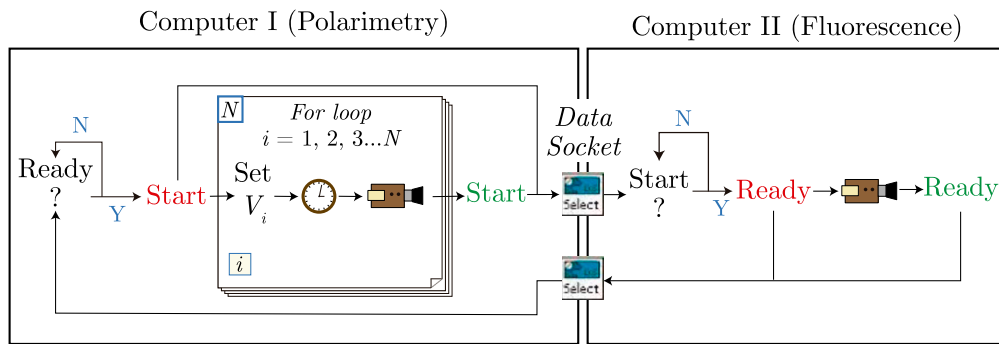 Computer I (Polarimetry)
Computer II (Fluorescence)
N
For loop
i = 1, 2, 3...N
Data
Socket
N
N
Ready
?
Y
Start
Set
V_i
Start
Select
Start
?
Y
Ready
Ready
i
Select